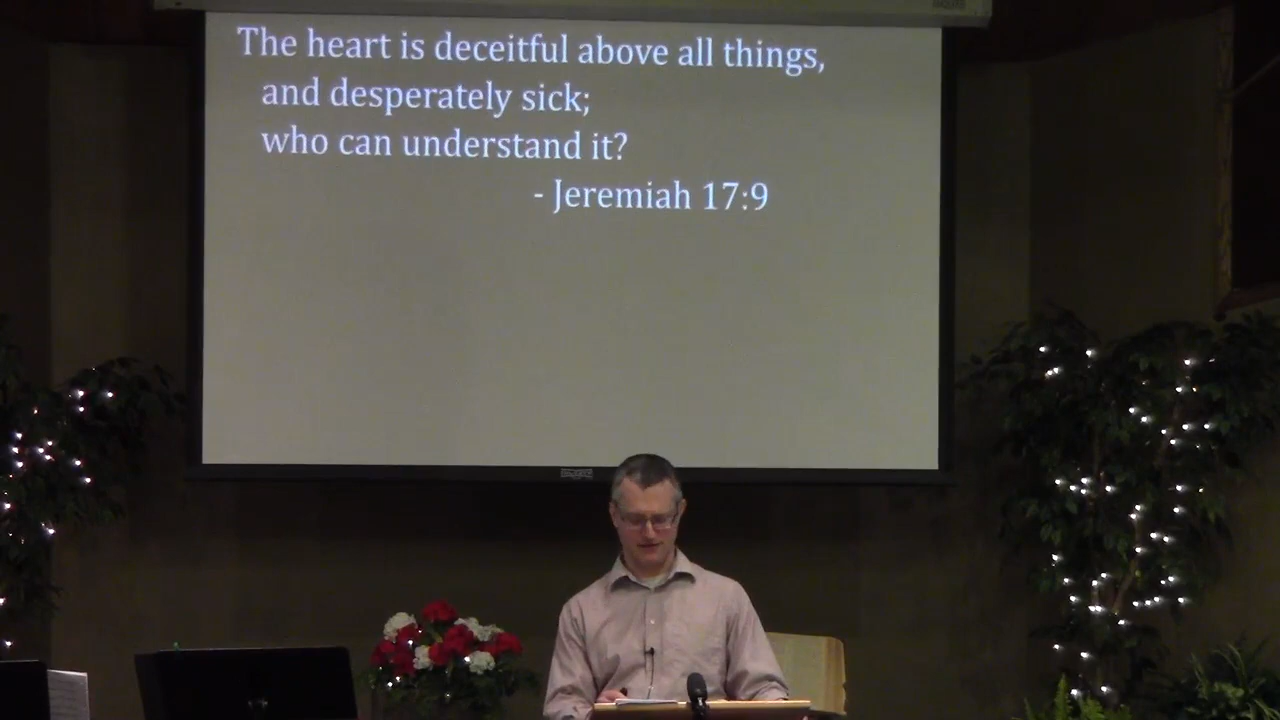 The heart is deceitful above all things,
and desperately sick;
who can understand it?
- Jeremiah 17:9